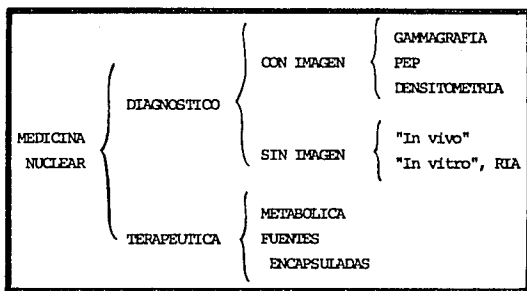 GAMMAGRAFIA
CON IMAGEN
PEP
DENSITOMETRIA
DIAGNOSTICO
MEDICINA
NUCLEAR
SIN IMAGEN
"In vivo"
"In vitro", RIA
METABOLICA
TERAPEUTICA
FUENTES
ENCAPSULADAS